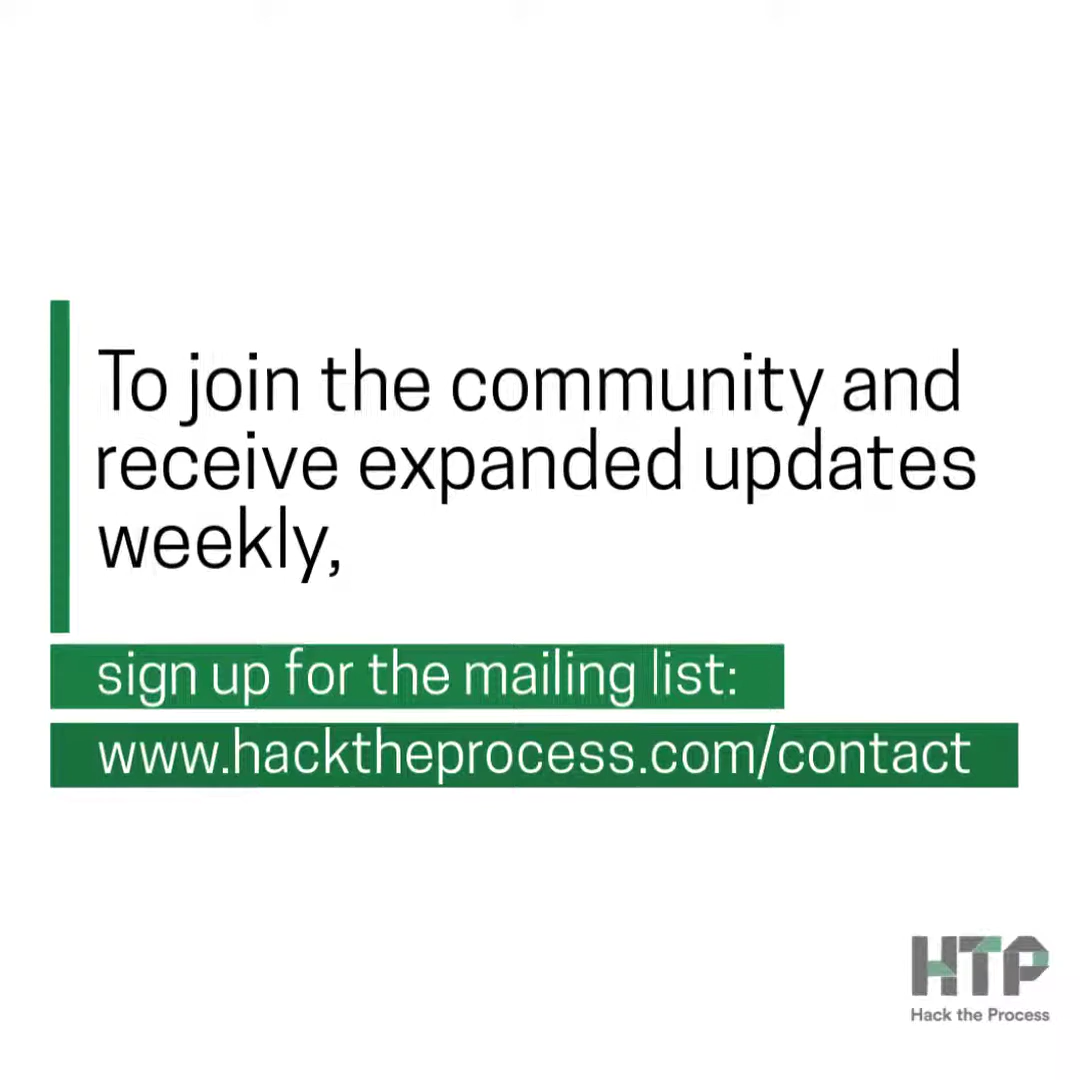 To join the community and
receive expanded updates
weekly,
sign up for the mailing list:
www.hacktheprocess.com/contact
HTP
Hack the Process